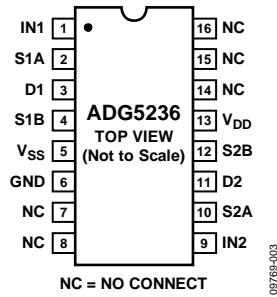 IN1 1 16 NC
S1A 2 15 NC
D1 3 14 NC
S1B 4 ADG5236 13 VDD
VSS 5 TOP VIEW 12 S2B
GND 6 (Not to Scale) 11 D2
NC 7 10 S2A
NC 8 9 IN2
NC = NO CONNECT
09769-003